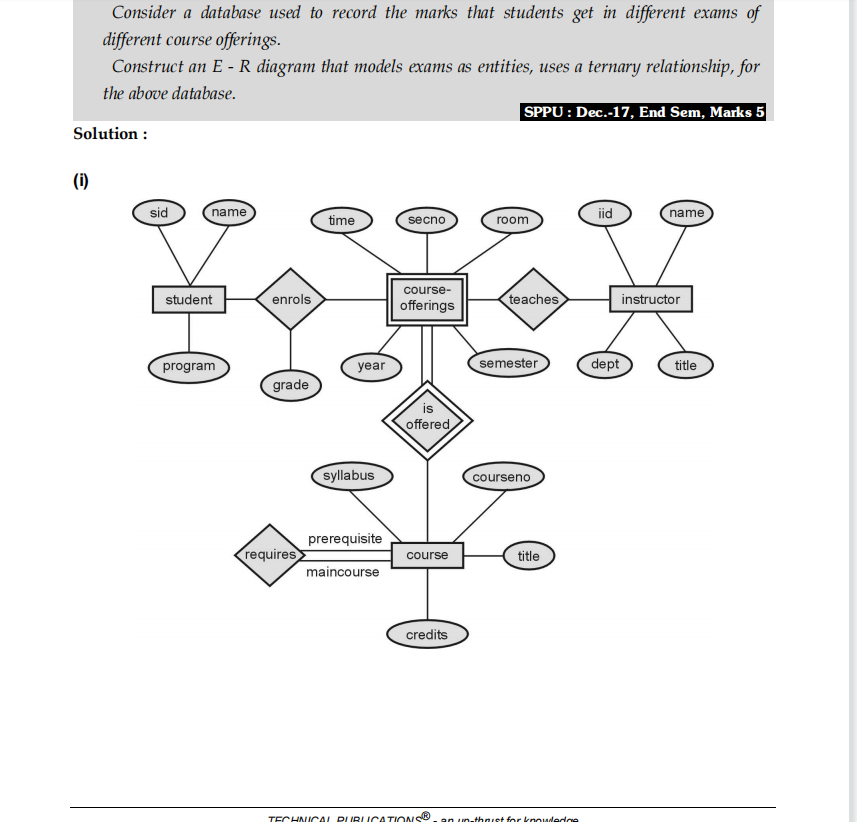 Consider a database used to record the marks that students get in different exams of
different course offerings.
Construct an E - R diagram that models exams as entities, uses a ternary relationship, for
the above database.
SPPU : Dec.-17, End Sem, Marks 5
Solution :
(i)
sid
name
time
secno
room
iid
name
student
enrols
course-
offerings
teaches
instructor
program
grade
year
semester
dept
title
is
offered
syllabus
courseno
requires
prerequisite
maincourse
course
title
credits
TECHNICAL PUBLICATIONS® - an up-thrust for knowledge